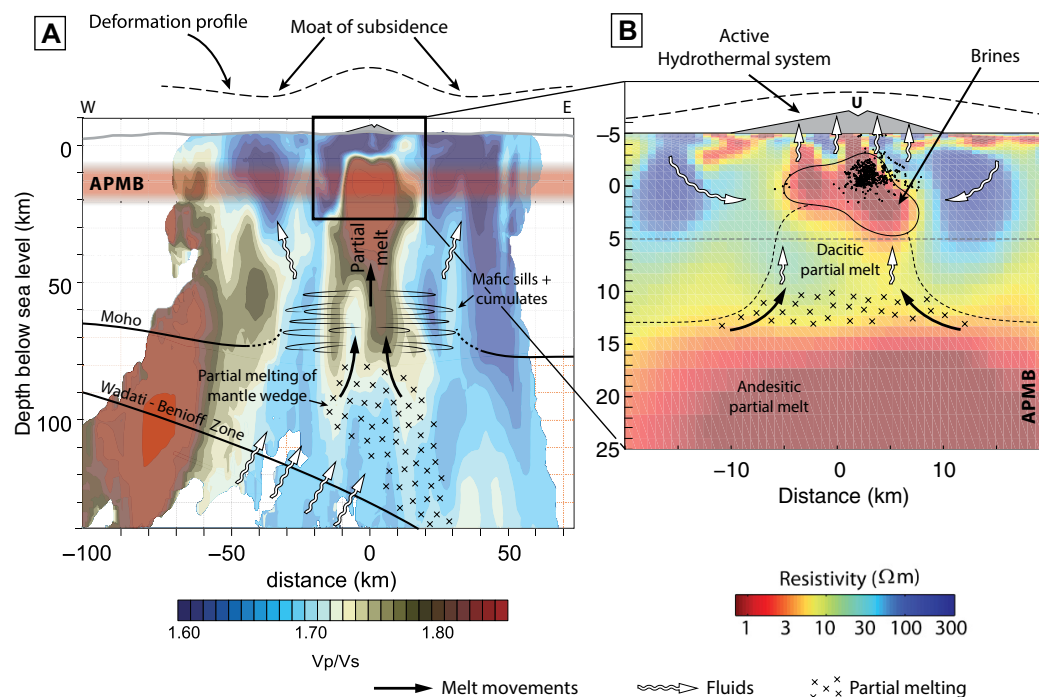 A
Deformation profile
Moat of subsidence
W
E
0
50
100
Depth below sea level (km)
APMB
Partial
melt
Mafic sills +
cumulates
Moho
Partial melting of
mantle wedge
Wadati - Benioff Zone
−100
−50
0
50
distance (km)
1.60
1.70
1.80
Vp/Vs
B
Active
Hydrothermal system
Brines
U
−5
0
5
10
15
20
25
Dacitic
partial melt
Andesitic
partial melt
APMB
−10
0
10
Distance (km)
Resistivity (Ωm)
1 3 10 30 100 300
Melt movements
Fluids
Partial melting